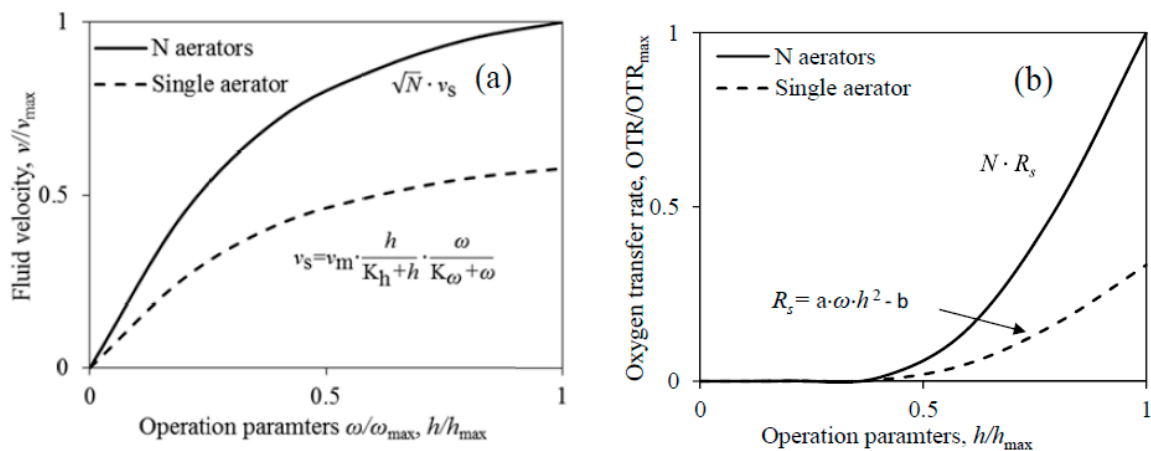 1
N aerators
Single aerator
(a)
√N · vs
0.5
vs=vm·h/(Kh+h)·ω/(Kω+ω)
0
0
0.5
1
Fluid velocity, v//vmax
Operation paramters ω/ωmax, h/hmax
1
N aerators
Single aerator
(b)
N · Rs
0.5
Rs= a·ω·h² - b
0
0
0.5
1
Oxygen transfer rate, OTR/OTRmax
Operation paramters, h/hmax